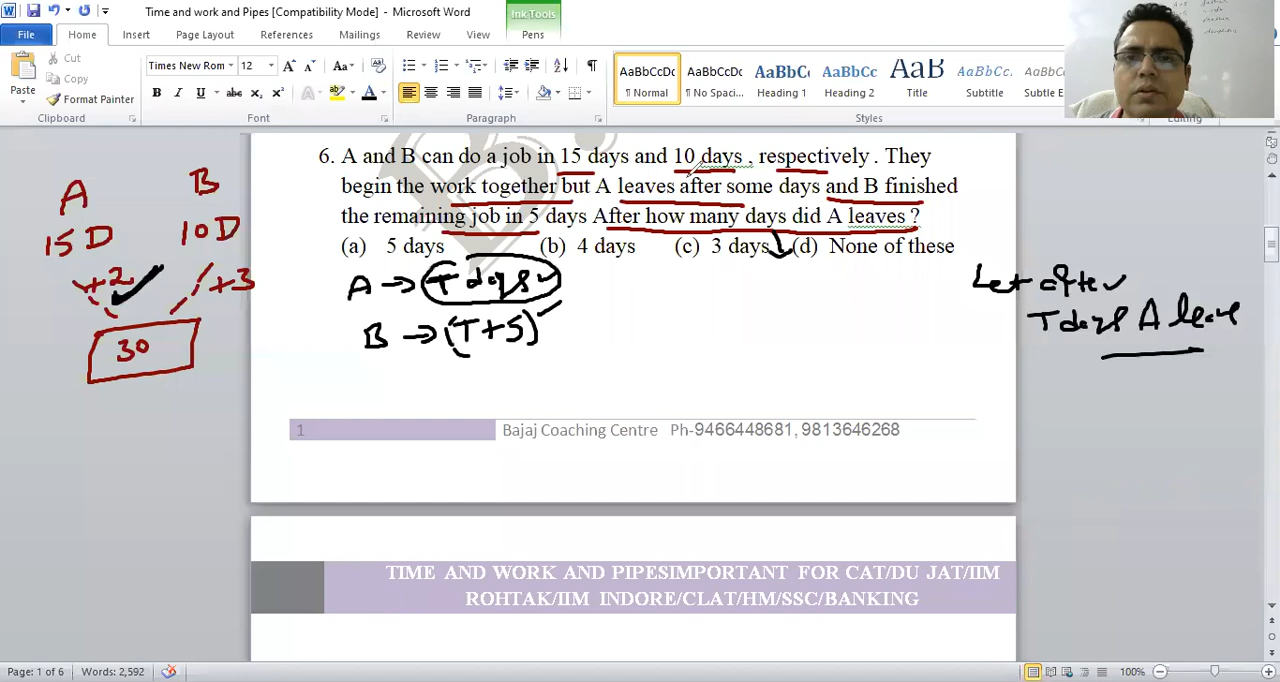 Time and work and Pipes [Compatibility Mode] - Microsoft Word
Ink Tools
File Home Insert Page Layout References Mailings Review View Pens
Cut
Copy
Format Painter
Paste
Clipboard
Times New Rom 12
Font
Paragraph
AaBbCcDc AaBbCcDc AaBbCc AaBbCc AaB AaBbCc AaBbCcD
¶ Normal ¶ No Spaci... Heading 1 Heading 2 Title Subtitle Subtle E
Styles
Editing
6. A and B can do a job in 15 days and 10 days , respectively . They
begin the work together but A leaves after some days and B finished
the remaining job in 5 days After how many days did A leaves ?
(a) 5 days (b) 4 days (c) 3 days (d) None of these
A B
15 D 10 D
+2 +3
30
A → T days
B → (T+5)
Let after
T days A leave
1 Bajaj Coaching Centre Ph-9466448681, 9813646268
TIME AND WORK AND PIPESIMPORTANT FOR CAT/DU JAT/IIM
ROHTAK/IIM INDORE/CLAT/HM/SSC/BANKING
Page: 1 of 6 Words: 2,592 100%